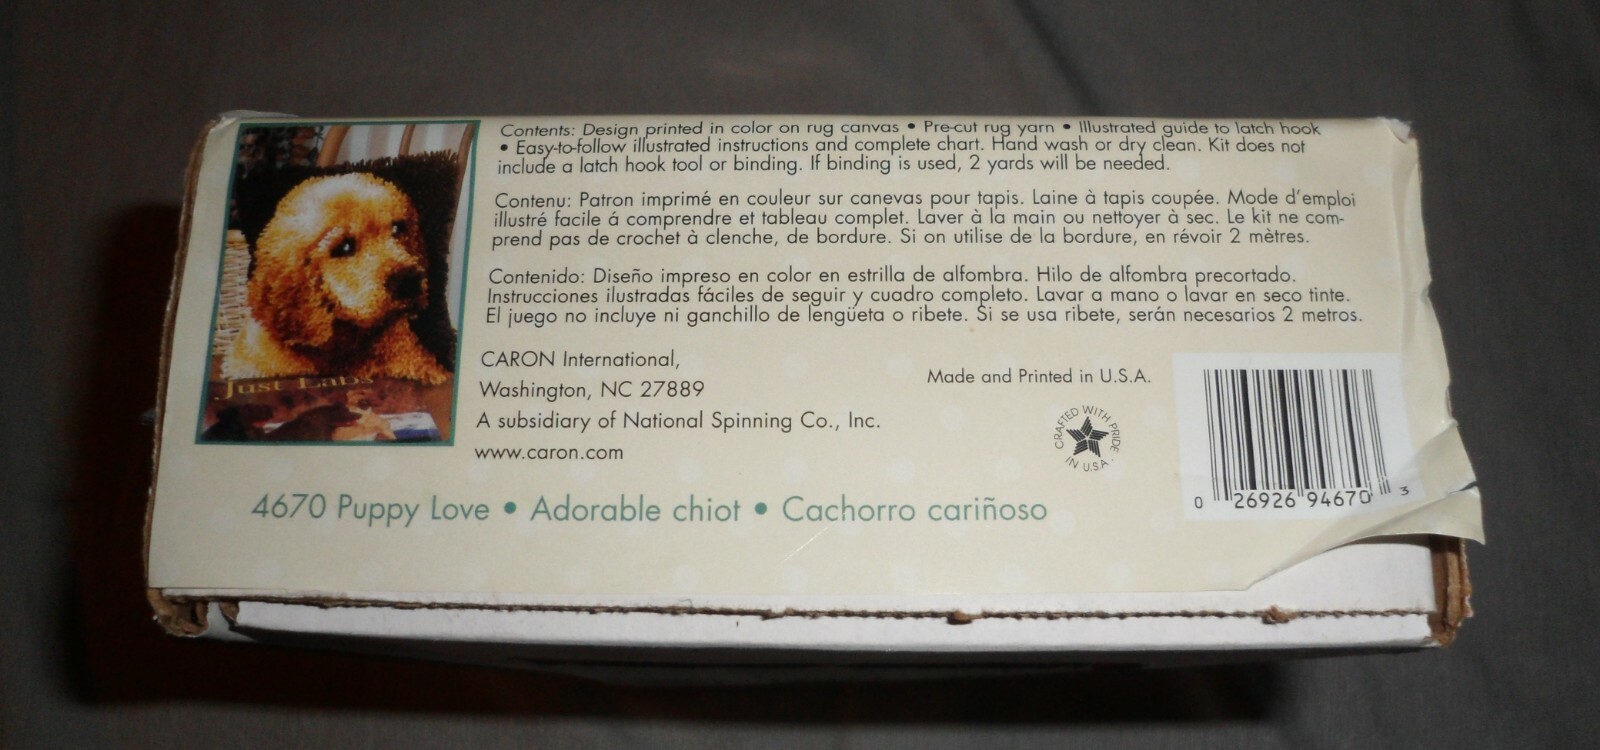 Contents: Design printed in color on rug canvas • Pre-cut rug yarn • Illustrated guide to latch hook
• Easy-to-follow illustrated instructions and complete chart. Hand wash or dry clean. Kit does not
include a latch hook tool or binding. If binding is used, 2 yards will be needed.
Contenu: Patron imprimé en couleur sur canevas pour tapis. Laine à tapis coupée. Mode d'emploi
illustré facile á comprendre et tableau complet. Laver à la main ou nettoyer à sec. Le kit ne com-
prend pas de crochet à clenche, de bordure. Si on utilise de la bordure, en révoir 2 mètres.
Contenido: Diseño impreso en color en estrilla de alfombra. Hilo de alfombra precortado.
Instrucciones ilustradas fáciles de seguir y cuadro completo. Lavar a mano o lavar en seco tinte.
El juego no incluye ni ganchillo de lengüeta o ribete. Si se usa ribete, serán necesarios 2 metros.
CARON International,
Washington, NC 27889
A subsidiary of National Spinning Co., Inc.
www.caron.com
Made and Printed in U.S.A.
CRAFTED WITH PRIDE
IN U.S.A.
0 26926 94670 3
Just Labs
4670 Puppy Love • Adorable chiot • Cachorro cariñoso